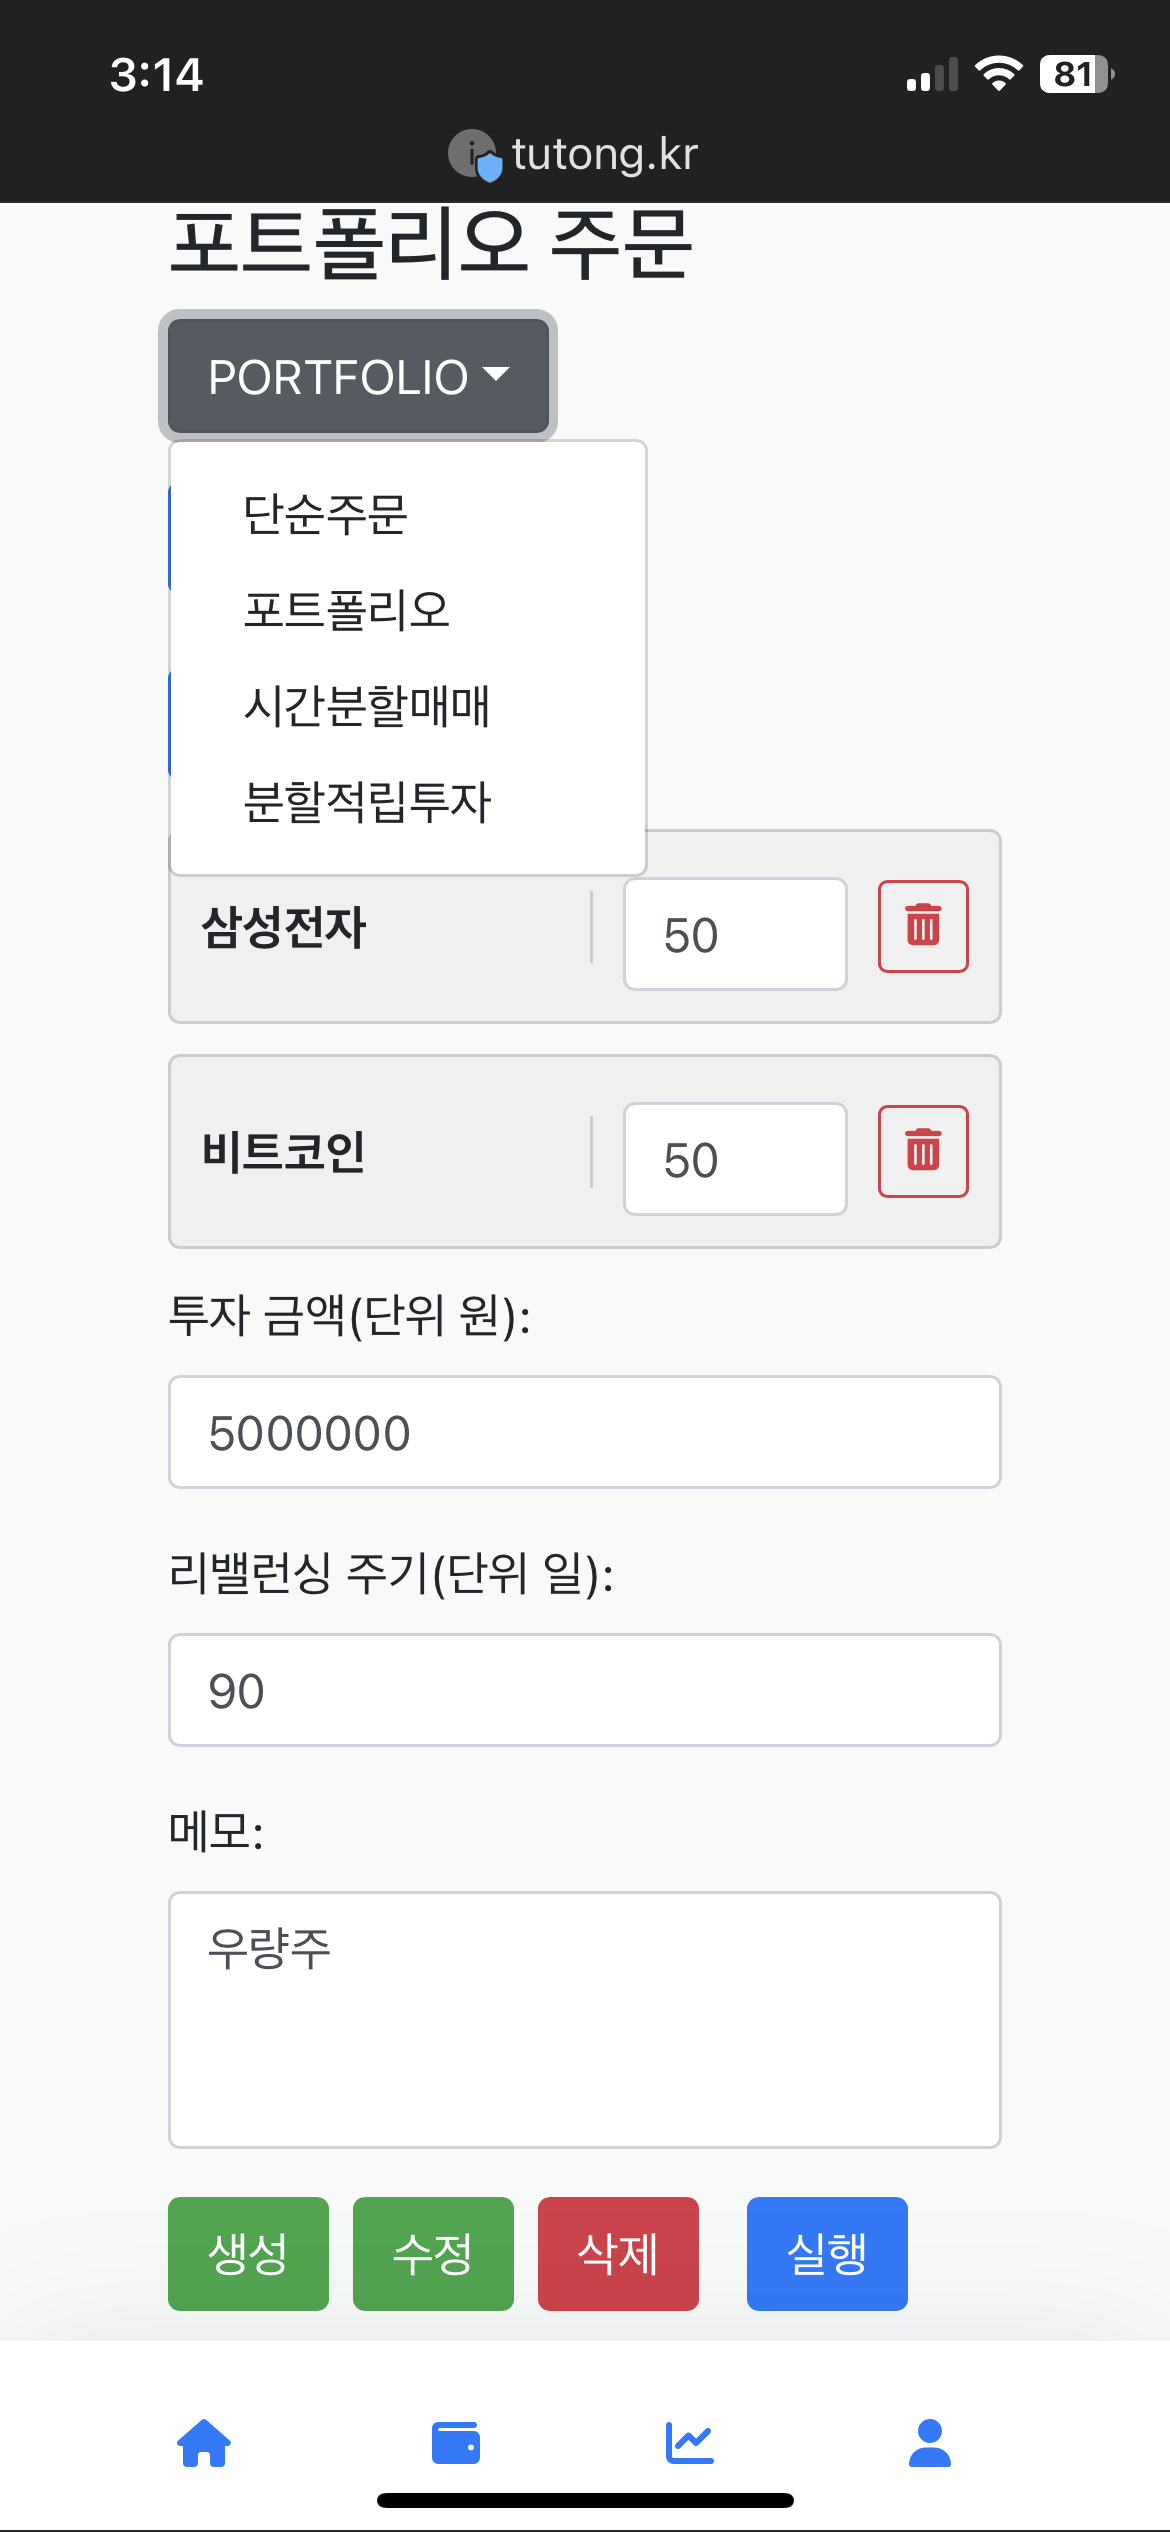 3:14
81
tutong.kr
포트폴리오 주문
PORTFOLIO
단순주문
포트폴리오
시간분할매매
분할적립투자
삼성전자
50
비트코인
50
투자 금액(단위 원):
5000000
리밸런싱 주기(단위 일):
90
메모:
우량주
생성 수정 삭제 실행